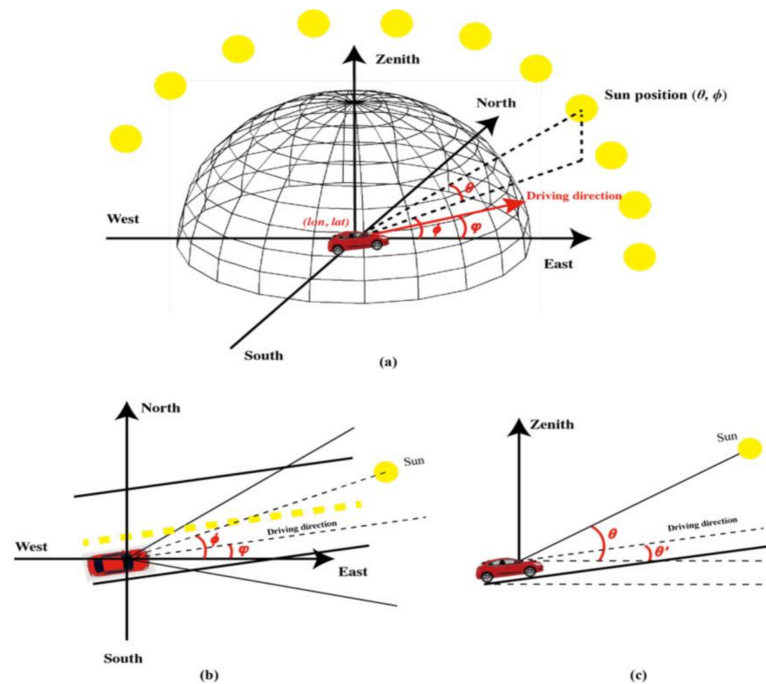 Zenith
North
Sun position (θ, ϕ)
θ
Driving direction
West
(lon, lat)
ϕ
φ
East
South
(a)
North
Sun
Driving direction
ϕ
φ
West
East
South
(b)
Zenith
Sun
Driving direction
θ
θ'
(c)